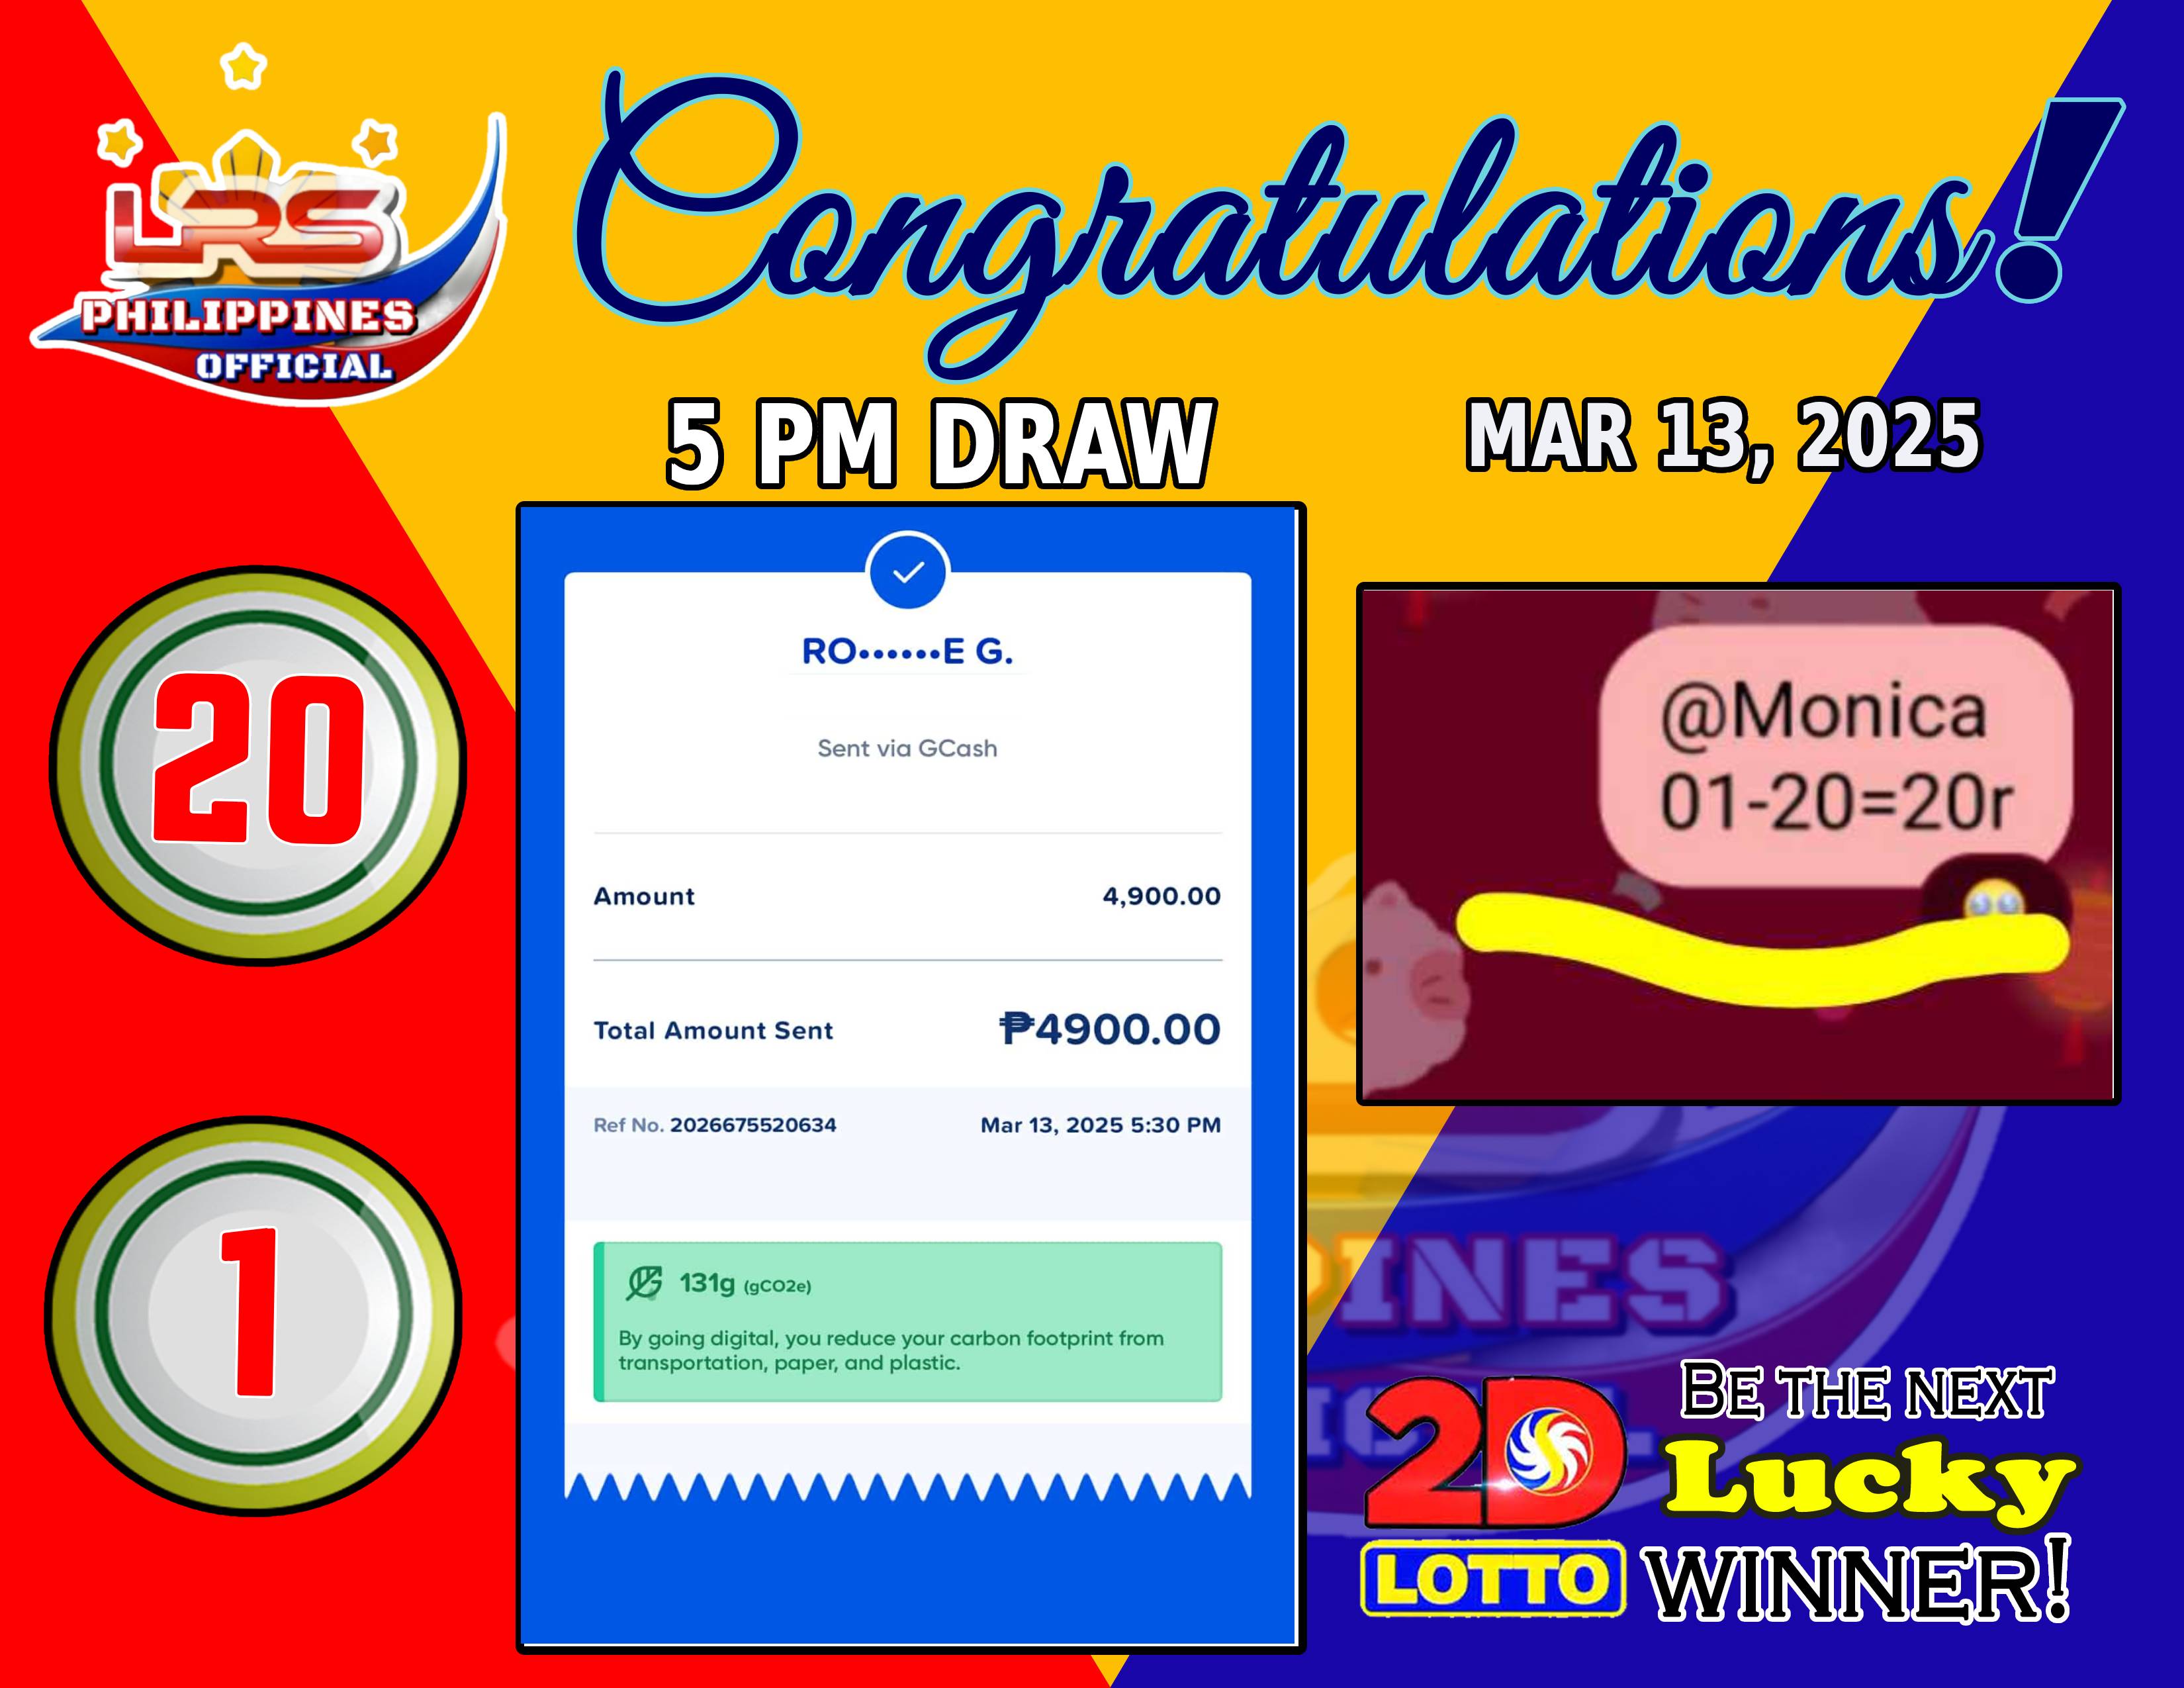 LRS
PHILIPPINES
OFFICIAL
Congratulations!
5 PM DRAW
MAR 13, 2025
20
1
RO••••••E G.
Sent via GCash
Amount 4,900.00
Total Amount Sent ₱4900.00
Ref No. 2026675520634 Mar 13, 2025 5:30 PM
131g (gCO2e)
By going digital, you reduce your carbon footprint from
transportation, paper, and plastic.
@Monica
01-20=20r
PINES
2D
LOTTO
BE THE NEXT
Lucky
WINNER!